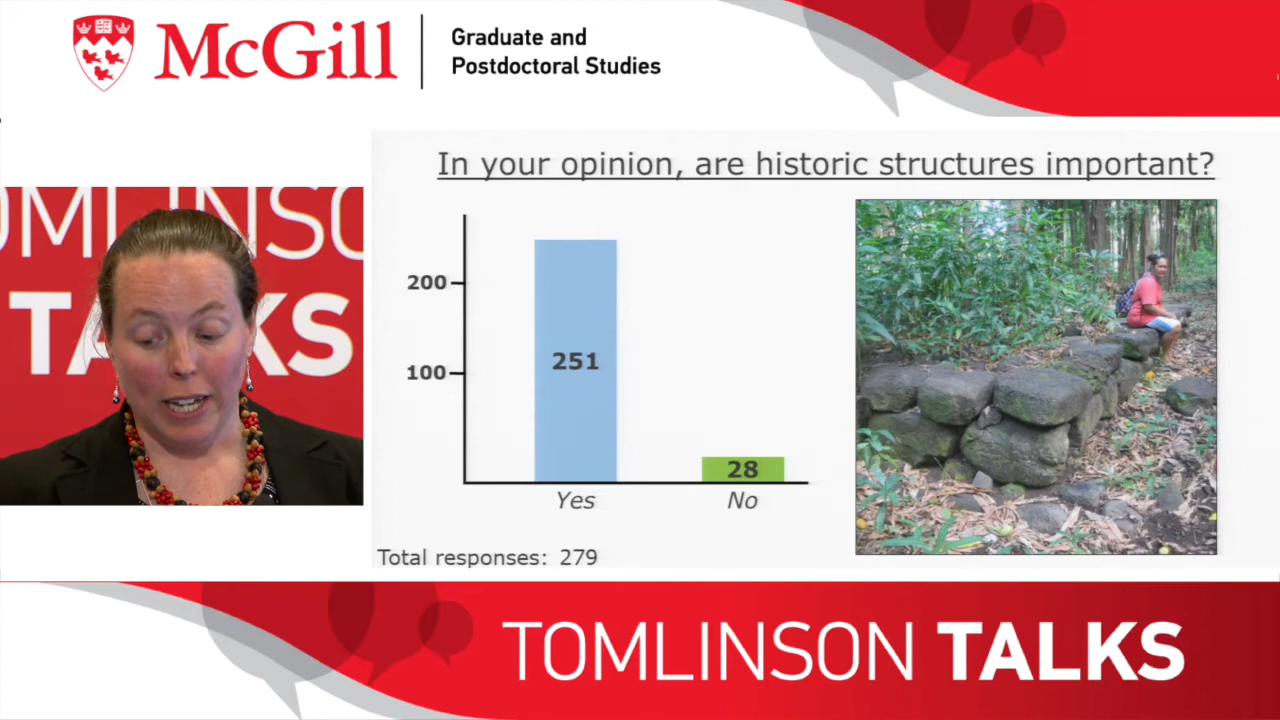 McGill
Graduate and
Postdoctoral Studies
In your opinion, are historic structures important?
200
100
251
28
Yes
No
Total responses: 279
OMLINSO
TALKS
TOMLINSON TALKS